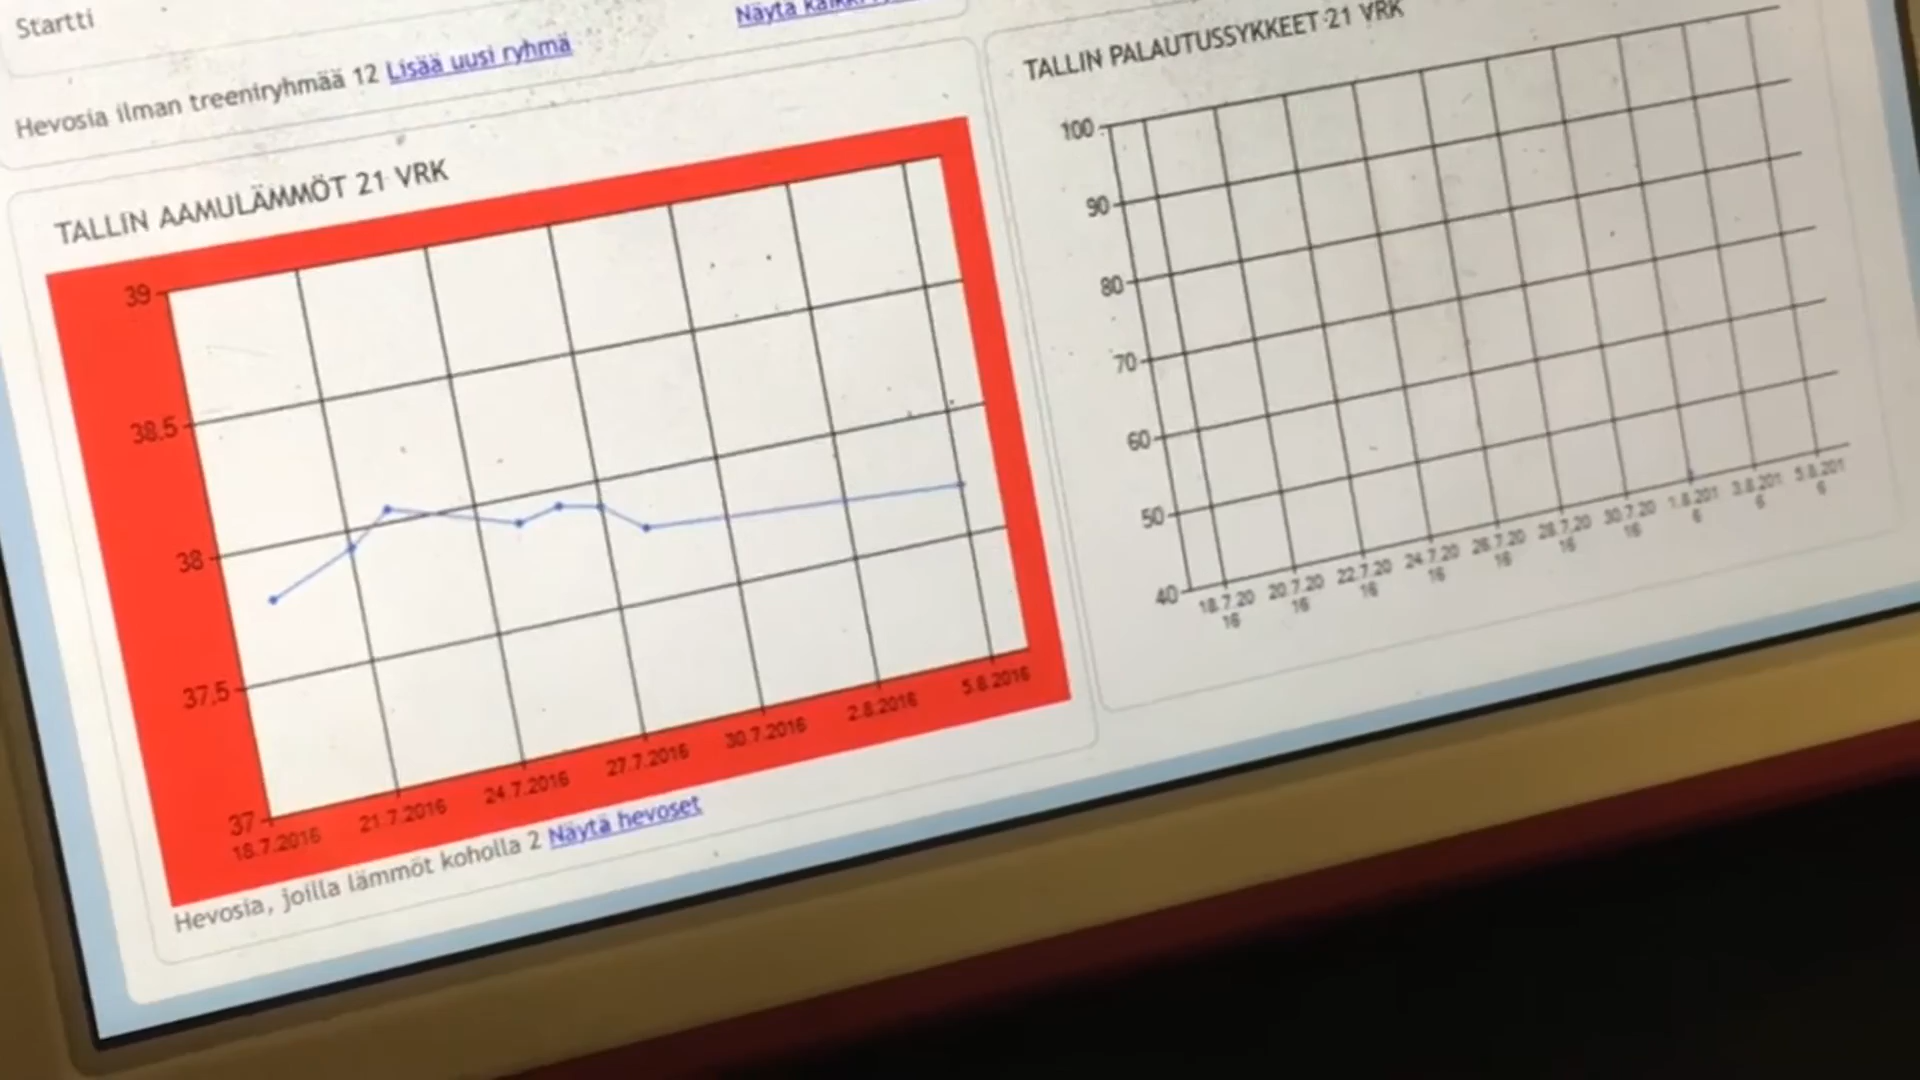 Startti
Näytä
Hevosia ilman treeniryhmää 12 Lisää uusi ryhmä
TALLIN AAMULÄMMÖT 21 VRK
39
38.5
38
37.5
37
18.7.2016 21.7.2016 24.7.2016 27.7.2016 30.7.2016 2.8.2016 5.8.2016
Hevosia, joilla lämmöt koholla 2 Näytä hevoset
TALLIN PALAUTUSSYKKEET 21 VRK
100
90
80
70
60
50
40
18.7.20 20.7.20 22.7.20 24.7.20 26.7.20 28.7.20 30.7.20 1.8.201 3.8.201 5.8.201
16 16 16 16 16 16 16 6 6 6